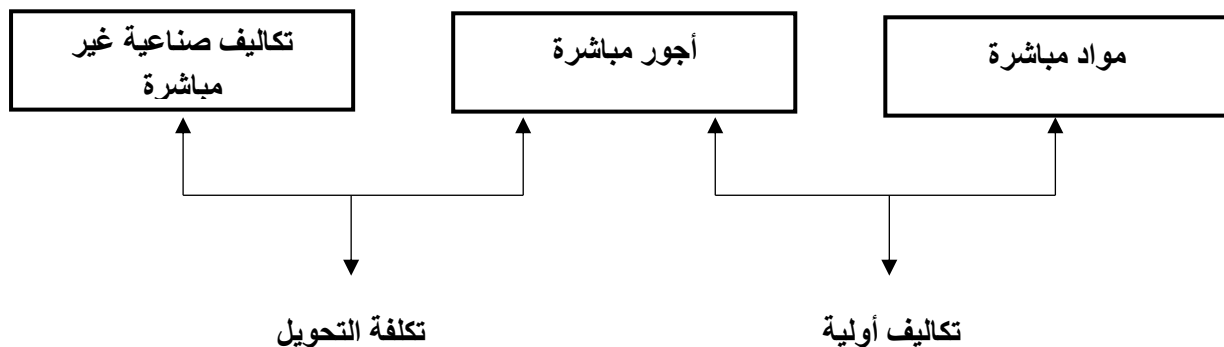 مواد مباشرة
أجور مباشرة
تكاليف صناعية غير
مباشرة
تكاليف أولية
تكلفة التحويل